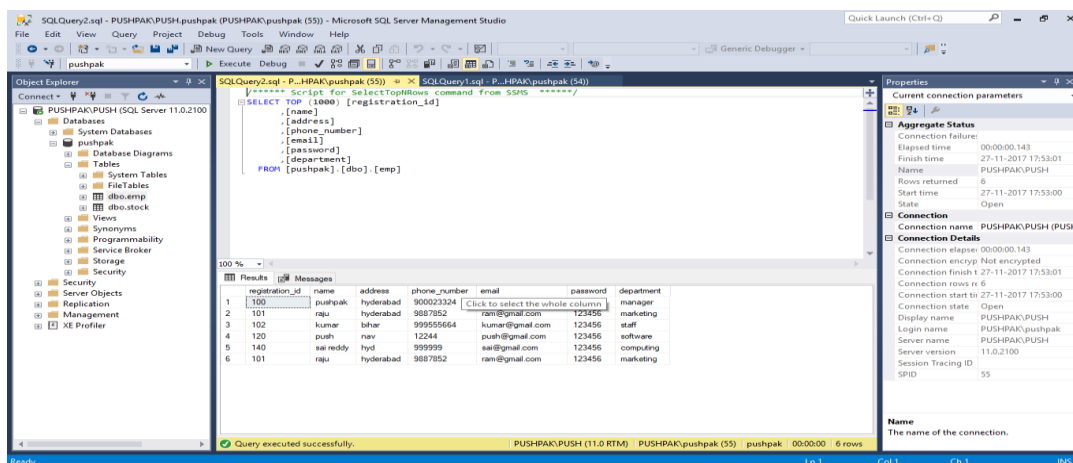 SQLQuery2.sql - PUSHPAK\PUSH.pushpak (PUSHPAK\pushpak (55)) - Microsoft SQL Server Management Studio
Quick Launch (Ctrl+Q)
File Edit View Query Project Debug Tools Window Help
New Query
Generic Debugger
pushpak
Execute Debug
Object Explorer
Connect
PUSHPAK\PUSH (SQL Server 11.0.2100
Databases
System Databases
pushpak
Database Diagrams
Tables
System Tables
FileTables
dbo.emp
dbo.stock
Views
Synonyms
Programmability
Service Broker
Storage
Security
Security
Server Objects
Replication
Management
XE Profiler
SQLQuery2.sql - P...HPAK\pushpak (55))
SQLQuery1.sql - P...HPAK\pushpak (54))
/****** Script for SelectTopNRows command from SSMS ******/
SELECT TOP (1000) [registration_id]
,[name]
,[address]
,[phone_number]
,[email]
,[password]
,[department]
FROM [pushpak].[dbo].[emp]
100 %
Results Messages
registration_id name address phone_number email password department
1 100 pushpak hyderabad 900023324 manager
Click to select the whole column
2 101 raju hyderabad 9887852 ram@gmail.com 123456 marketing
3 102 kumar bihar 999555664 kumar@gmail.com 123456 staff
4 120 push nav 12244 push@gmail.com 123456 software
5 140 sai reddy hyd 999999 sai@gmail.com 123456 computing
6 101 raju hyderabad 9887852 ram@gmail.com 123456 marketing
Query executed successfully.
PUSHPAK\PUSH (11.0 RTM) PUSHPAK\pushpak (55) pushpak 00:00:00 6 rows
Properties
Current connection parameters
Aggregate Status
Connection failure
Elapsed time 00:00:00.143
Finish time 27-11-2017 17:53:01
Name PUSHPAK\PUSH
Rows returned 6
Start time 27-11-2017 17:53:00
State Open
Connection
Connection name PUSHPAK\PUSH (PUSH
Connection Details
Connection elapse 00:00:00.143
Connection encryp Not encrypted
Connection finish t 27-11-2017 17:53:01
Connection rows re 6
Connection start ti 27-11-2017 17:53:00
Connection state Open
Display name PUSHPAK\PUSH
Login name PUSHPAK\pushpak
Server name PUSHPAK\PUSH
Server version 11.0.2100
Session Tracing ID
SPID 55
Name
The name of the connection.
Ready
Ln 1 Col 1 Ch 1 INS